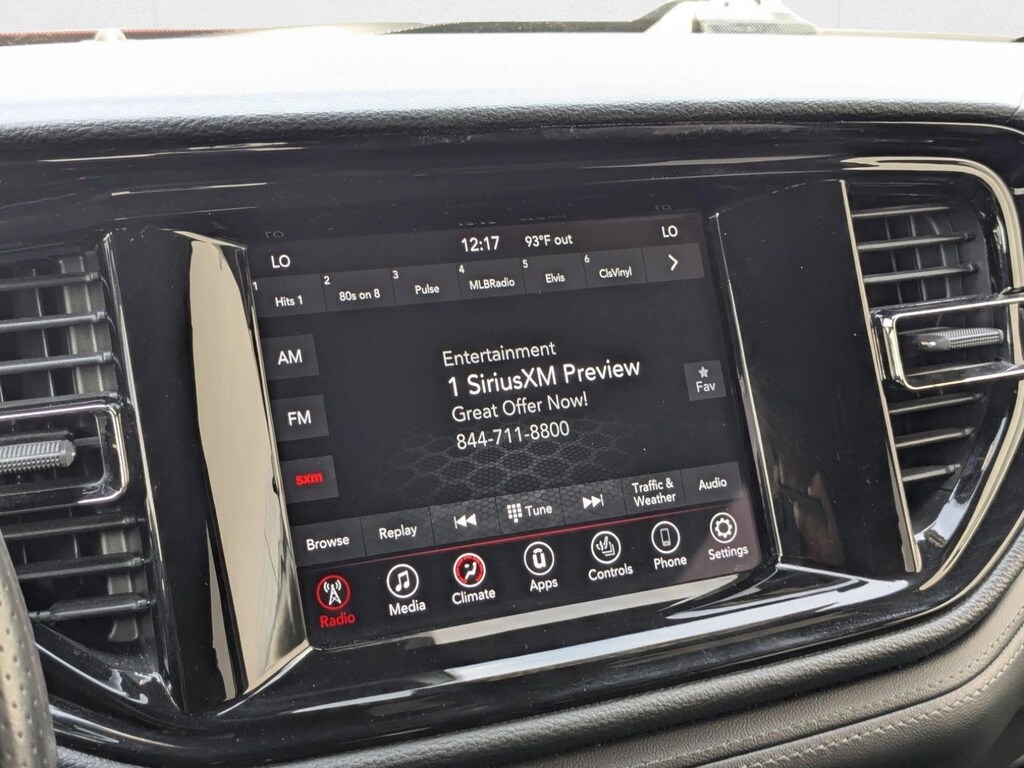 LO
12:17
93°F out
LO
1 Hits 1
2 80s on 8
3 Pulse
4 MLBRadio
5 Elvis
6 ClsVinyl
AM
FM
sxm
Entertainment
1 SiriusXM Preview
Great Offer Now!
844-711-8800
Fav
Browse
Replay
Tune
Traffic &
Weather
Audio
Radio
Media
Climate
Apps
Controls
Phone
Settings